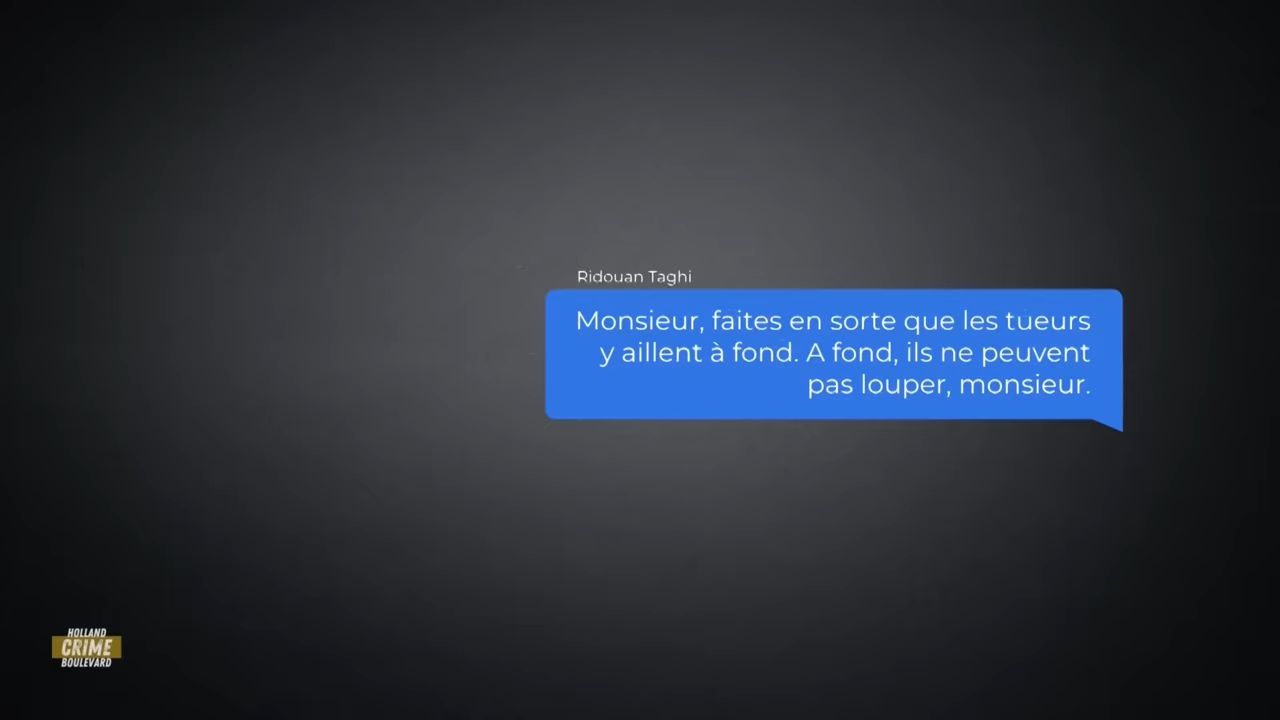 Ridouan Taghi
Monsieur, faites en sorte que les tueurs
y aillent à fond. A fond, ils ne peuvent
pas louper, monsieur.
HOLLAND
CRIME
BOULEVARD